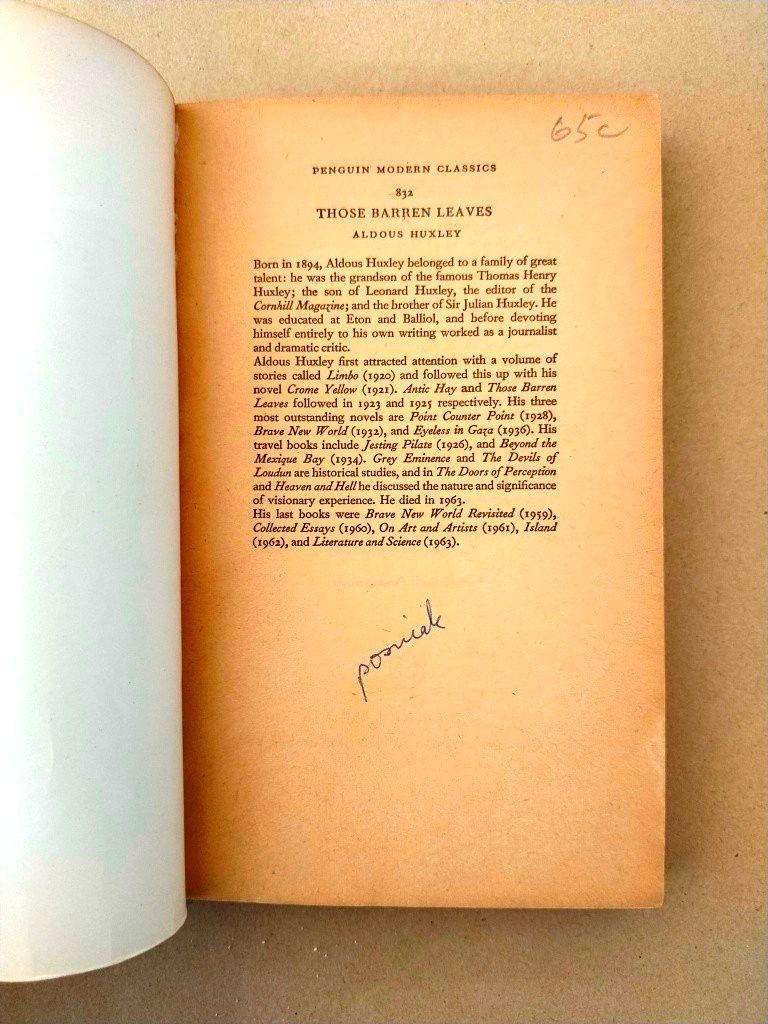 65c
PENGUIN MODERN CLASSICS
832
THOSE BARREN LEAVES
ALDOUS HUXLEY
Born in 1894, Aldous Huxley belonged to a family of great
talent: he was the grandson of the famous Thomas Henry
Huxley; the son of Leonard Huxley, the editor of the
Cornhill Magazine; and the brother of Sir Julian Huxley. He
was educated at Eton and Balliol, and before devoting
himself entirely to his own writing worked as a journalist
and dramatic critic.
Aldous Huxley first attracted attention with a volume of
stories called Limbo (1920) and followed this up with his
novel Crome Yellow (1921). Antic Hay and Those Barren
Leaves followed in 1923 and 1925 respectively. His three
most outstanding novels are Point Counter Point (1928),
Brave New World (1932), and Eyeless in Gaza (1936). His
travel books include Jesting Pilate (1926), and Beyond the
Mexique Bay (1934). Grey Eminence and The Devils of
Loudun are historical studies, and in The Doors of Perception
and Heaven and Hell he discussed the nature and significance
of visionary experience. He died in 1963.
His last books were Brave New World Revisited (1959),
Collected Essays (1960), On Art and Artists (1961), Island
(1962), and Literature and Science (1963).